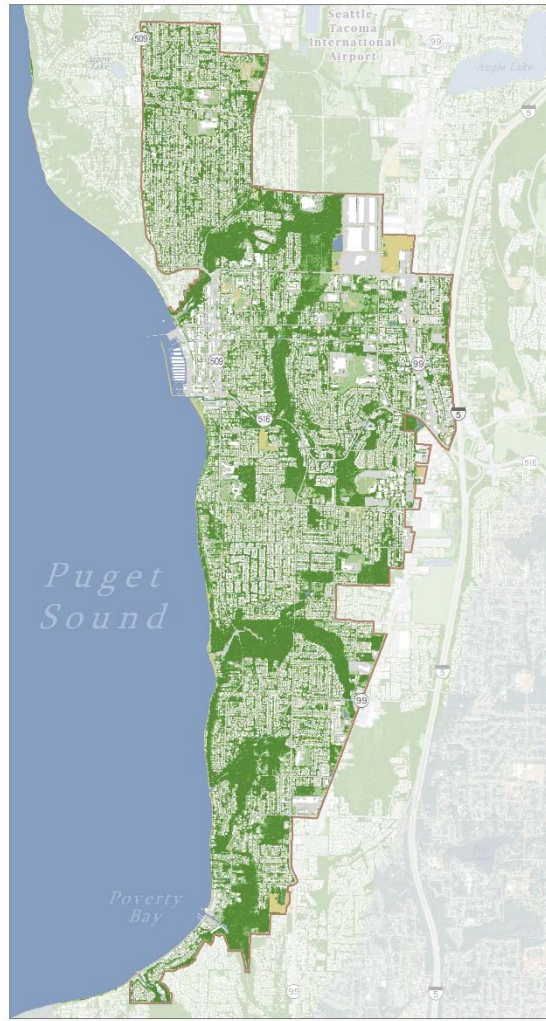 Seattle-
Tacoma
International
Airport
509
99
Angle Lake
5
509
99
516
5
516
Puget
Sound
5
99
Poverty
Bay
99
5